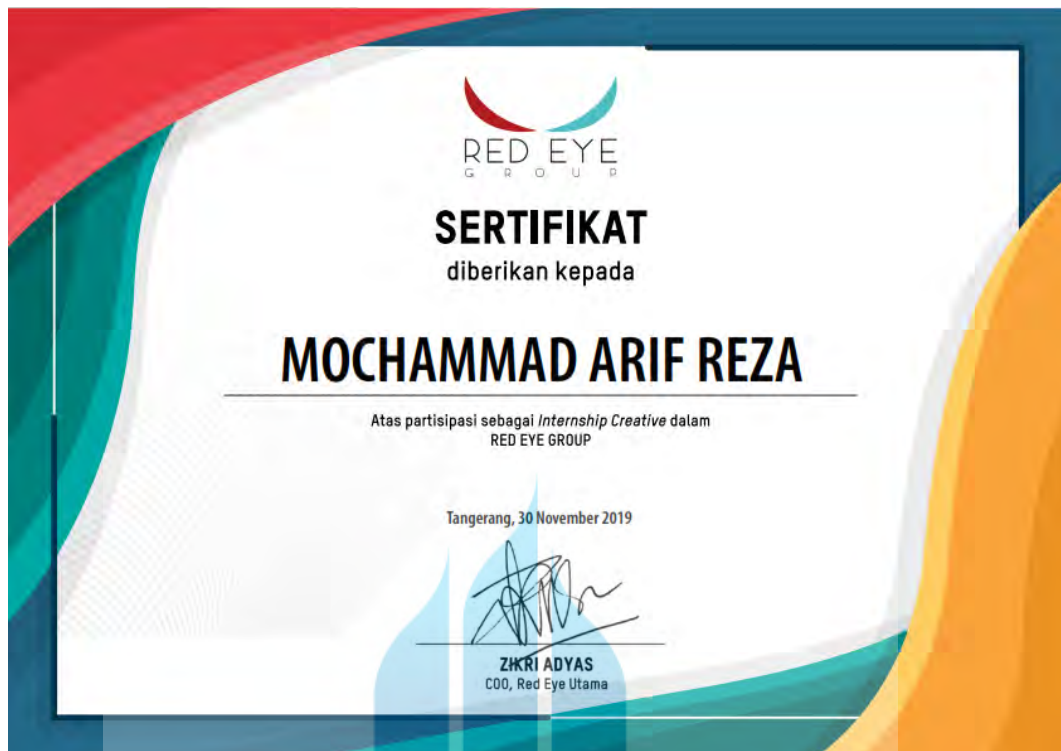 RED EYE
GROUP
SERTIFIKAT
diberikan kepada
MOCHAMMAD ARIF REZA
Atas partisipasi sebagai Internship Creative dalam
RED EYE GROUP
Tangerang, 30 November 2019
ZIKRI ADYAS
COO, Red Eye Utama